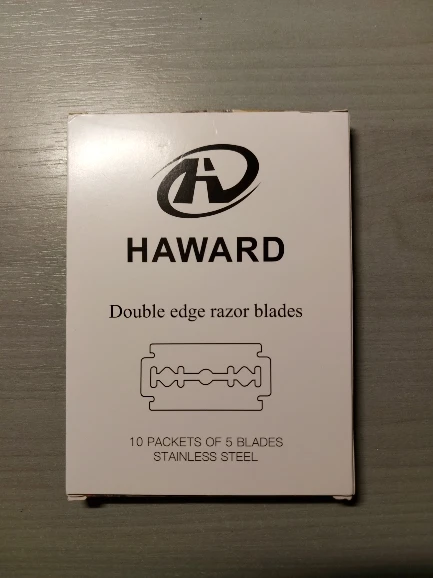 HAWARD
Double edge razor blades
10 PACKETS OF 5 BLADES
STAINLESS STEEL